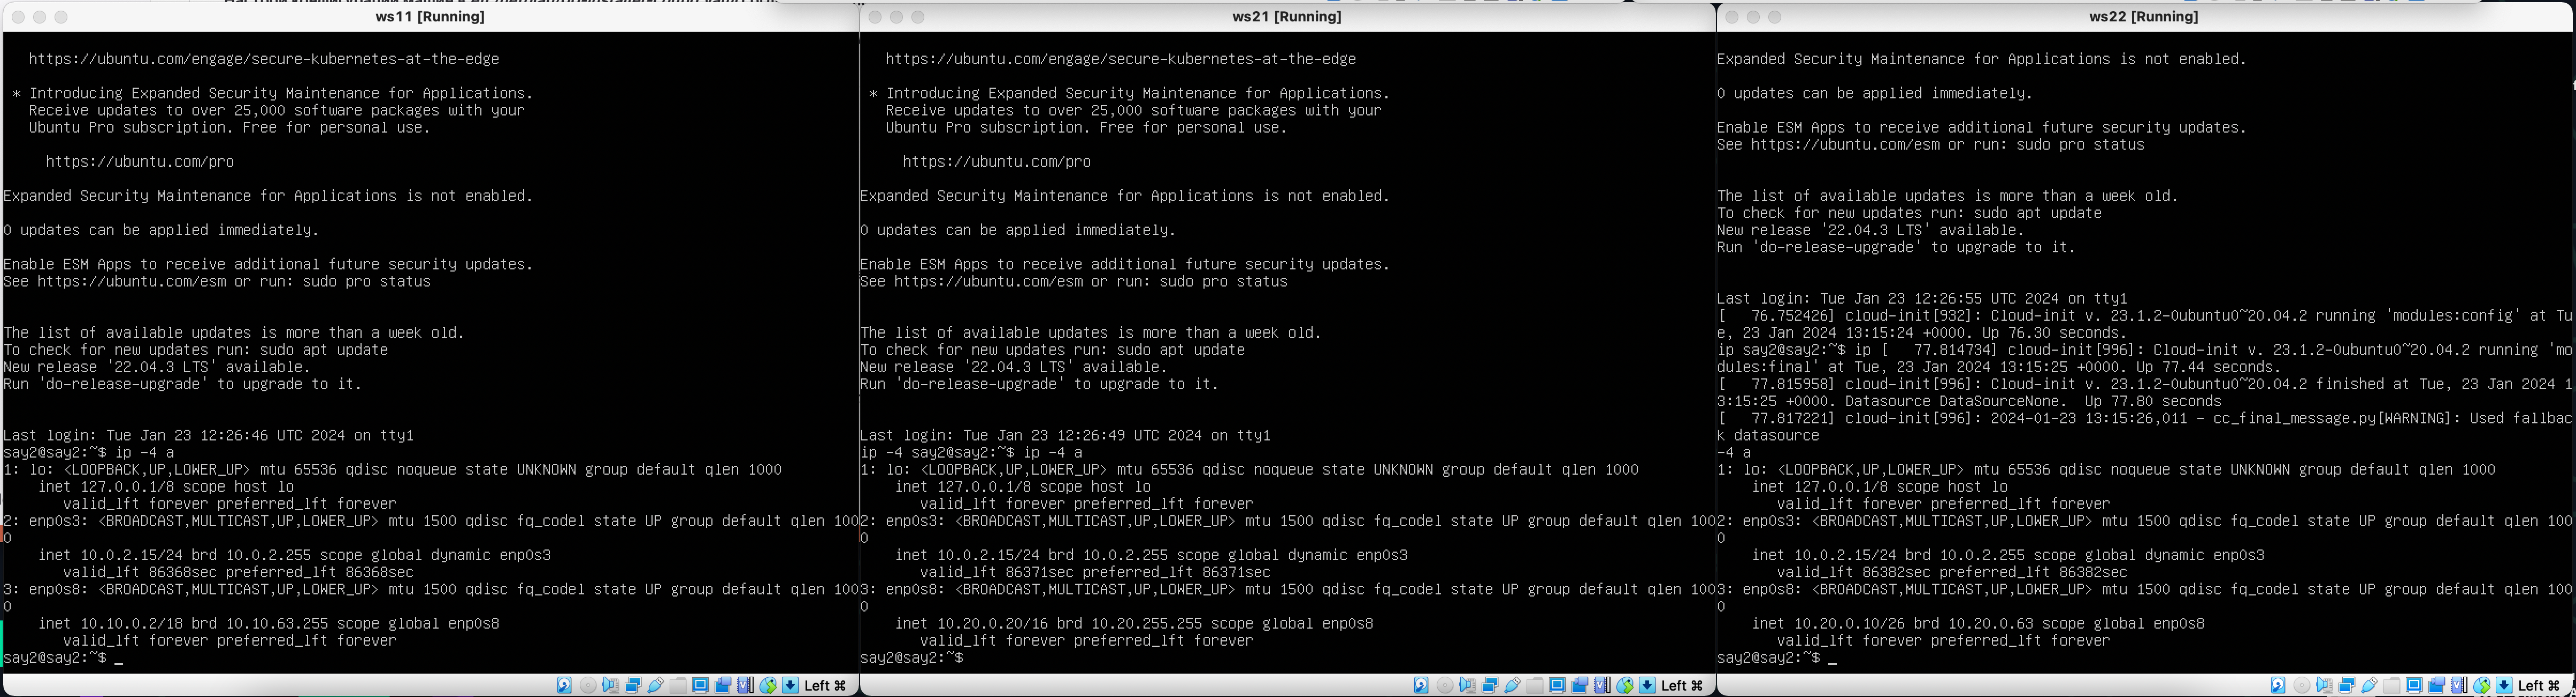 ws11 [Running]
https://ubuntu.com/engage/secure-kubernetes-at-the-edge
* Introducing Expanded Security Maintenance for Applications.
Receive updates to over 25,000 software packages with your
Ubuntu Pro subscription. Free for personal use.
https://ubuntu.com/pro
Expanded Security Maintenance for Applications is not enabled.
0 updates can be applied immediately.
Enable ESM Apps to receive additional future security updates.
See https://ubuntu.com/esm or run: sudo pro status
The list of available updates is more than a week old.
To check for new updates run: sudo apt update
New release '22.04.3 LTS' available.
Run 'do-release-upgrade' to upgrade to it.
Last login: Tue Jan 23 12:26:46 UTC 2024 on tty1
say2@say2:~$ ip -4 a
1: lo: <LOOPBACK,UP,LOWER_UP> mtu 65536 qdisc noqueue state UNKNOWN group default qlen 1000
inet 127.0.0.1/8 scope host lo
valid_lft forever preferred_lft forever
2: enp0s3: <BROADCAST,MULTICAST,UP,LOWER_UP> mtu 1500 qdisc fq_codel state UP group default qlen 100
0
inet 10.0.2.15/24 brd 10.0.2.255 scope global dynamic enp0s3
valid_lft 86368sec preferred_lft 86368sec
3: enp0s8: <BROADCAST,MULTICAST,UP,LOWER_UP> mtu 1500 qdisc fq_codel state UP group default qlen 100
0
inet 10.10.0.2/18 brd 10.10.63.255 scope global enp0s8
valid_lft forever preferred_lft forever
say2@say2:~$ _
Left ⌘
ws21 [Running]
https://ubuntu.com/engage/secure-kubernetes-at-the-edge
* Introducing Expanded Security Maintenance for Applications.
Receive updates to over 25,000 software packages with your
Ubuntu Pro subscription. Free for personal use.
https://ubuntu.com/pro
Expanded Security Maintenance for Applications is not enabled.
0 updates can be applied immediately.
Enable ESM Apps to receive additional future security updates.
See https://ubuntu.com/esm or run: sudo pro status
The list of available updates is more than a week old.
To check for new updates run: sudo apt update
New release '22.04.3 LTS' available.
Run 'do-release-upgrade' to upgrade to it.
Last login: Tue Jan 23 12:26:49 UTC 2024 on tty1
ip -4 say2@say2:~$ ip -4 a
1: lo: <LOOPBACK,UP,LOWER_UP> mtu 65536 qdisc noqueue state UNKNOWN group default qlen 1000
inet 127.0.0.1/8 scope host lo
valid_lft forever preferred_lft forever
2: enp0s3: <BROADCAST,MULTICAST,UP,LOWER_UP> mtu 1500 qdisc fq_codel state UP group default qlen 100
0
inet 10.0.2.15/24 brd 10.0.2.255 scope global dynamic enp0s3
valid_lft 86371sec preferred_lft 86371sec
3: enp0s8: <BROADCAST,MULTICAST,UP,LOWER_UP> mtu 1500 qdisc fq_codel state UP group default qlen 100
0
inet 10.20.0.20/16 brd 10.20.255.255 scope global enp0s8
valid_lft forever preferred_lft forever
say2@say2:~$
Left ⌘
ws22 [Running]
Expanded Security Maintenance for Applications is not enabled.
0 updates can be applied immediately.
Enable ESM Apps to receive additional future security updates.
See https://ubuntu.com/esm or run: sudo pro status
The list of available updates is more than a week old.
To check for new updates run: sudo apt update
New release '22.04.3 LTS' available.
Run 'do-release-upgrade' to upgrade to it.
Last login: Tue Jan 23 12:26:55 UTC 2024 on tty1
[   76.752426] cloud-init[932]: Cloud-init v. 23.1.2-0ubuntu0~20.04.2 running 'modules:config' at Tu
e, 23 Jan 2024 13:15:24 +0000. Up 76.30 seconds.
ip say2@say2:~$ ip [   77.814734] cloud-init[996]: Cloud-init v. 23.1.2-0ubuntu0~20.04.2 running 'mo
dules:final' at Tue, 23 Jan 2024 13:15:25 +0000. Up 77.44 seconds.
[   77.815958] cloud-init[996]: Cloud-init v. 23.1.2-0ubuntu0~20.04.2 finished at Tue, 23 Jan 2024 1
3:15:25 +0000. Datasource DataSourceNone.  Up 77.80 seconds
[   77.817221] cloud-init[996]: 2024-01-23 13:15:26,011 - cc_final_message.py[WARNING]: Used fallbac
k datasource
-4 a
1: lo: <LOOPBACK,UP,LOWER_UP> mtu 65536 qdisc noqueue state UNKNOWN group default qlen 1000
inet 127.0.0.1/8 scope host lo
valid_lft forever preferred_lft forever
2: enp0s3: <BROADCAST,MULTICAST,UP,LOWER_UP> mtu 1500 qdisc fq_codel state UP group default qlen 100
0
inet 10.0.2.15/24 brd 10.0.2.255 scope global dynamic enp0s3
valid_lft 86382sec preferred_lft 86382sec
3: enp0s8: <BROADCAST,MULTICAST,UP,LOWER_UP> mtu 1500 qdisc fq_codel state UP group default qlen 100
0
inet 10.20.0.10/26 brd 10.20.0.63 scope global enp0s8
valid_lft forever preferred_lft forever
say2@say2:~$ _
Left ⌘